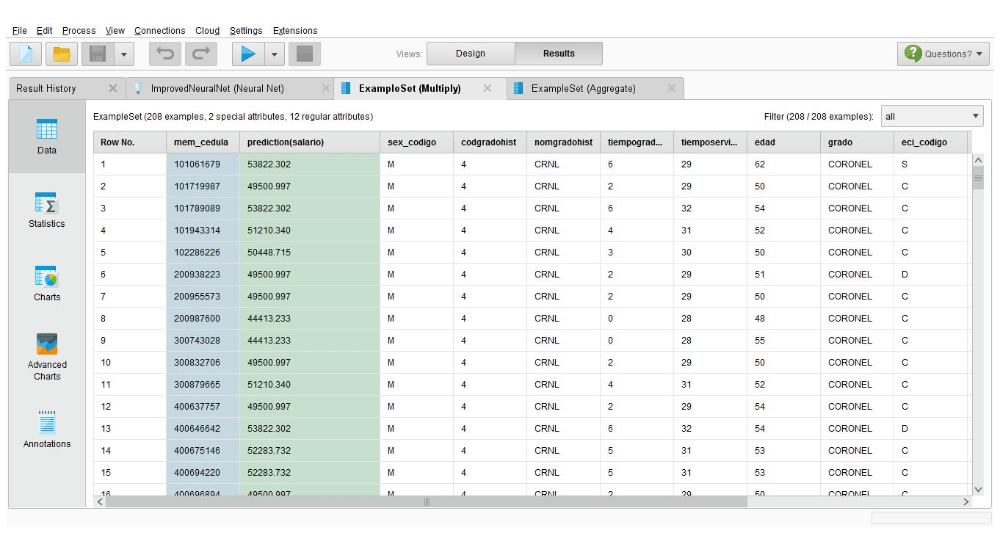 File Edit Process View Connections Cloud Settings Extensions
Views: Design Results Questions?
Result History ImprovedNeuralNet (Neural Net) ExampleSet (Multiply) ExampleSet (Aggregate)
ExampleSet (208 examples, 2 special attributes, 12 regular attributes) Filter (208 / 208 examples): all
Data
Statistics
Charts
Advanced
Charts
Annotations
Row No. mem_cedula prediction(salario) sex_codigo codgradohist nomgradohist tiempograd... tiemposervi... edad grado eci_codigo
1 101061679 53822.302 M 4 CRNL 6 29 62 CORONEL S
2 101719987 49500.997 M 4 CRNL 2 29 50 CORONEL C
3 101789089 53822.302 M 4 CRNL 6 32 54 CORONEL C
4 101943314 51210.340 M 4 CRNL 4 31 52 CORONEL C
5 102286226 50448.715 M 4 CRNL 3 30 50 CORONEL C
6 200938223 49500.997 M 4 CRNL 2 29 51 CORONEL D
7 200955573 49500.997 M 4 CRNL 2 29 50 CORONEL C
8 200987600 44413.233 M 4 CRNL 0 28 48 CORONEL C
9 300743028 44413.233 M 4 CRNL 0 28 55 CORONEL C
10 300832706 49500.997 M 4 CRNL 2 29 50 CORONEL C
11 300879665 51210.340 M 4 CRNL 4 31 52 CORONEL C
12 400637757 49500.997 M 4 CRNL 2 29 54 CORONEL C
13 400646642 53822.302 M 4 CRNL 6 32 54 CORONEL D
14 400675146 52283.732 M 4 CRNL 5 31 53 CORONEL C
15 400694220 52283.732 M 4 CRNL 5 31 53 CORONEL C
16 400696894 49500.997 M 4 CRNL 2 29 50 CORONEL C